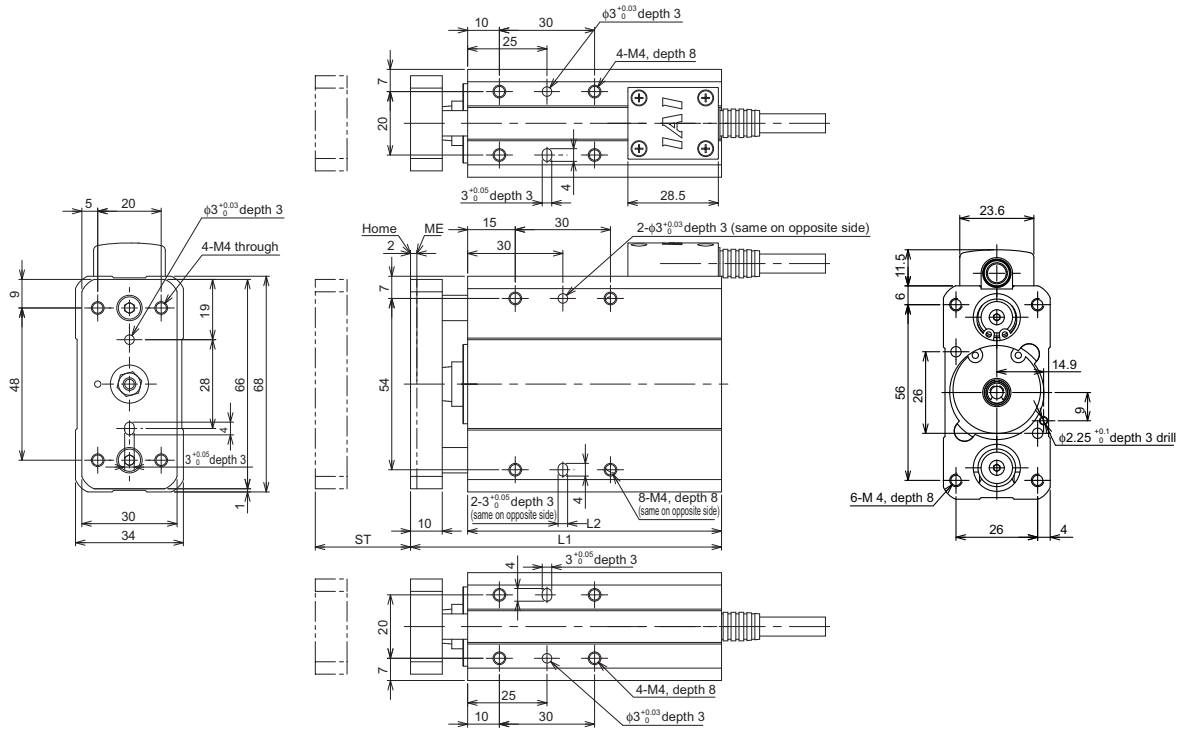 φ3 +0.03 0 depth 3
10
30
25
4-M4, depth 8
7
20
IAI
3 +0.05 0 depth 3
4
28.5
5
20
φ3 +0.03 0 depth 3
4-M4 through
9
48
19
28
4
66
68
3 +0.05 0 depth 3
1
30
34
Home
ME
2
15
30
30
2-φ3 +0.03 0 depth 3 (same on opposite side)
7
54
2-3 +0.05 0 depth 3
(same on opposite side)
4
8-M4, depth 8
(same on opposite side)
10
L2
ST
L1
23.6
11.5
6
56
26
14.9
9
φ2.25 +0.1 0 depth 3 drill
6-M 4, depth 8
26
4
4
3 +0.05 0 depth 3
20
7
4-M4, depth 8
25
10
30
φ3 +0.03 0 depth 3